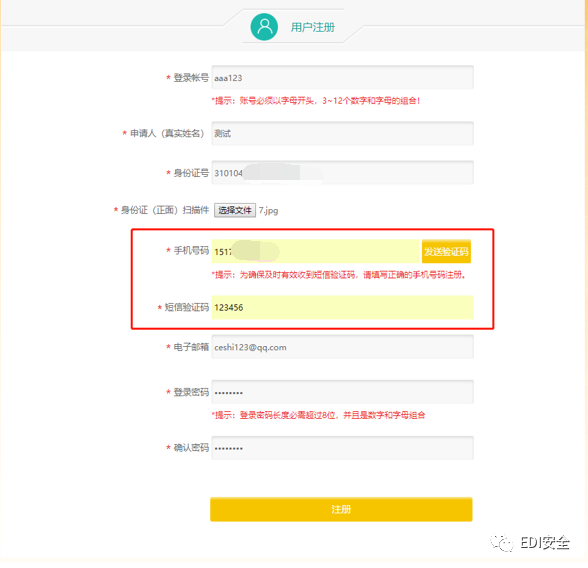 用户注册
* 登录帐号 aaa123
*提示：账号必须以字母开头，3~12个数字和字母的组合！
* 申请人（真实姓名） 测试
* 身份证号 310104
* 身份证（正面）扫描件 选择文件 7.jpg
* 手机号码 1517 发送验证码
*提示：为确保及时有效收到短信验证码，请填写正确的手机号码注册。
* 短信验证码 123456
* 电子邮箱 ceshi123@qq.com
* 登录密码 ••••••••
*提示：登录密码长度必需超过8位，并且是数字和字母组合
* 确认密码 ••••••••
注册
EDI安全